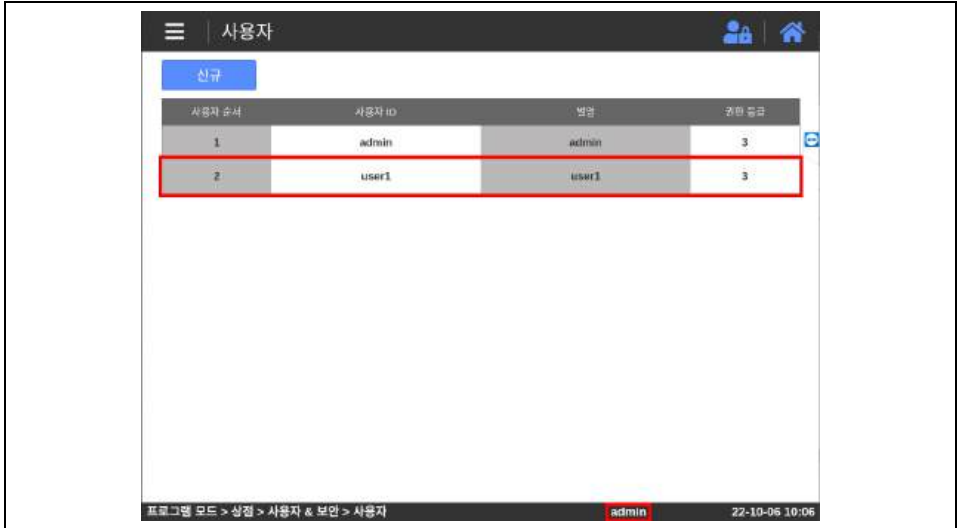 사용자
신규
사용자 순서 사용자 ID 별명 권한 등급
1 admin admin 3
2 user1 user1 3
프로그램 모드 > 상점 > 사용자 & 보안 > 사용자 admin 22-10-06 10:06